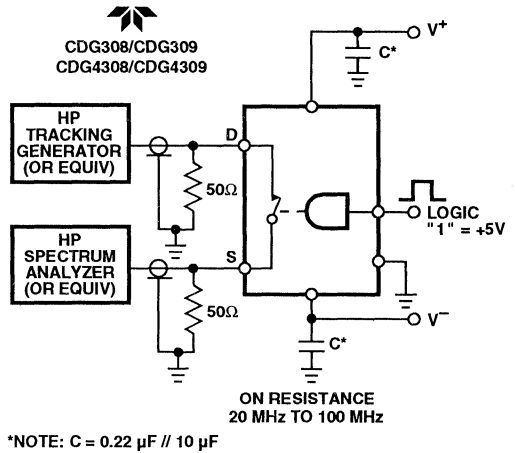 CDG308/CDG309
CDG4308/CDG4309
V+
C*
HP
TRACKING
GENERATOR
(OR EQUIV)
D
50Ω
LOGIC
"1" = +5V
HP
SPECTRUM
ANALYZER
(OR EQUIV)
S
50Ω
V−
C*
ON RESISTANCE
20 MHz TO 100 MHz
*NOTE: C = 0.22 µF // 10 µF